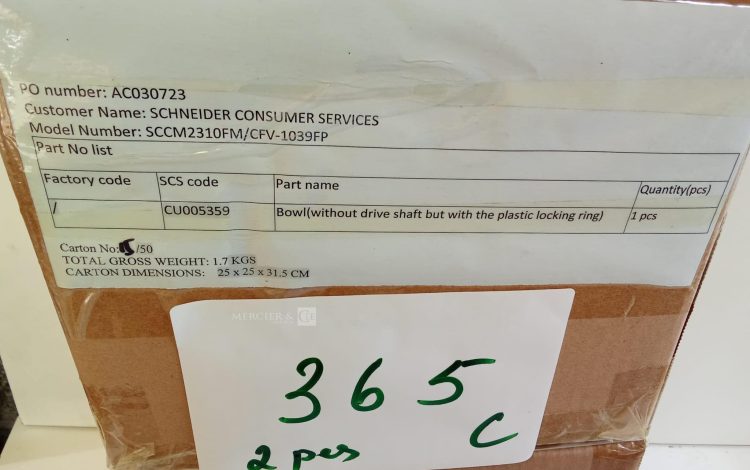 PO number: AC030723
Customer Name: SCHNEIDER CONSUMER SERVICES
Model Number: SCCM2310FM/CFV-1039FP
Part No list
Factory code SCS code Part name Quantity(pcs)
/ CU005359 Bowl(without drive shaft but with the plastic locking ring) 1 pcs
Carton No: /50
TOTAL GROSS WEIGHT: 1.7 KGS
CARTON DIMENSIONS: 25 x 25 x 31.5 CM
MERCIER & CIE
365
2 pcs C